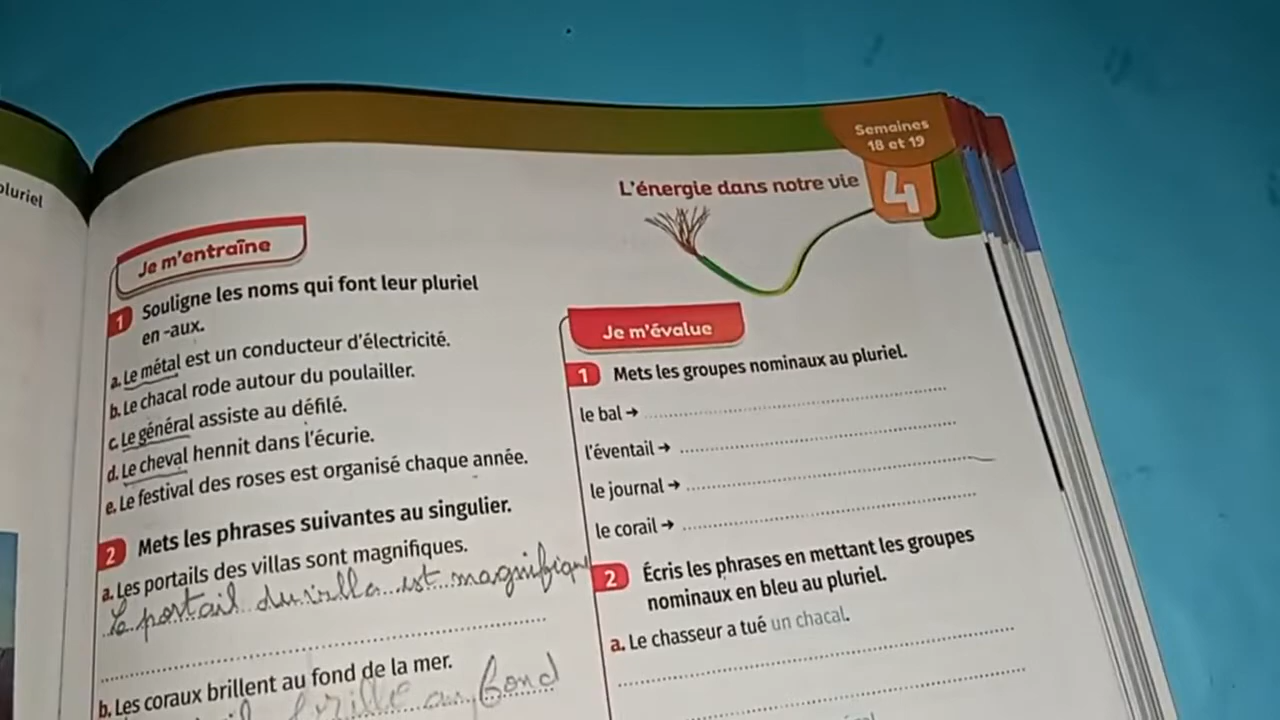 pluriel
Semaines
18 et 19
4
L'énergie dans notre vie
Je m'entraîne
1 Souligne les noms qui font leur pluriel
en -aux.
a. Le métal est un conducteur d'électricité.
b. Le chacal rode autour du poulailler.
c. Le général assiste au défilé.
d. Le cheval hennit dans l'écurie.
e. Le festival des roses est organisé chaque année.
2 Mets les phrases suivantes au singulier.
a. Les portails des villas sont magnifiques.
Le portail du villa est magnifique
b. Les coraux brillent au fond de la mer.
brille au fond
Je m'évalue
1 Mets les groupes nominaux au pluriel.
le bal →
l'éventail →
le journal →
le corail →
2 Écris les phrases en mettant les groupes
nominaux en bleu au pluriel.
a. Le chasseur a tué un chacal.